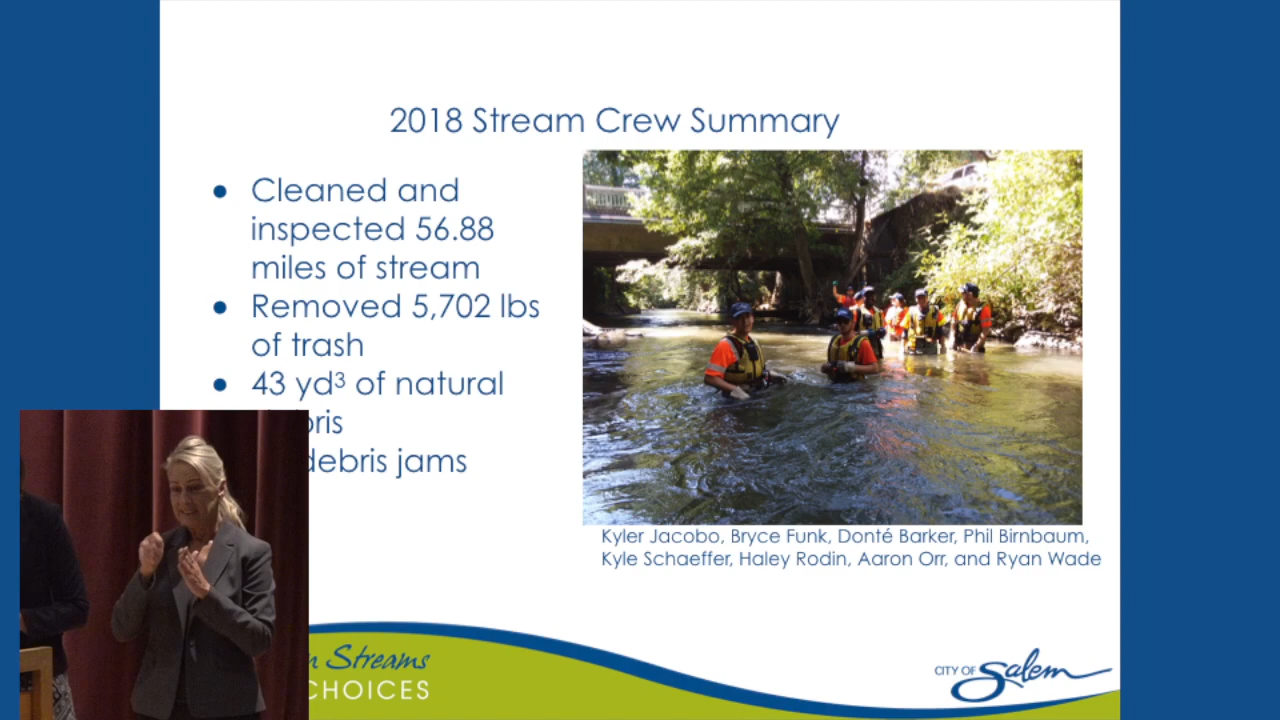 2018 Stream Crew Summary
● Cleaned and
inspected 56.88
miles of stream
● Removed 5,702 lbs
of trash
● 43 yd³ of natural
debris jams
Kyler Jacobo, Bryce Funk, Donté Barker, Phil Birnbaum,
Kyle Schaeffer, Haley Rodin, Aaron Orr, and Ryan Wade
Streams
CHOICES
CITY OF Salem